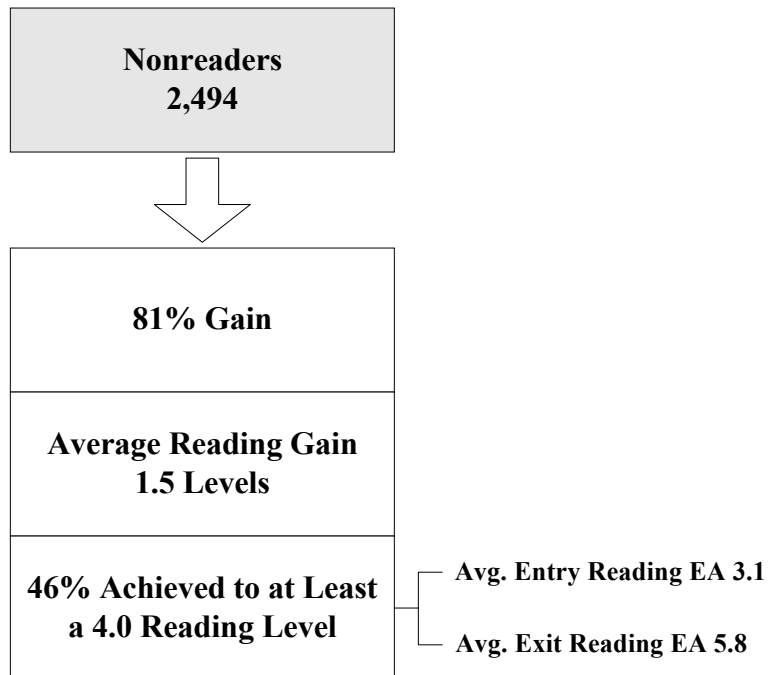 Nonreaders
2,494
81% Gain
Average Reading Gain
1.5 Levels
46% Achieved to at Least
a 4.0 Reading Level
Avg. Entry Reading EA 3.1
Avg. Exit Reading EA 5.8